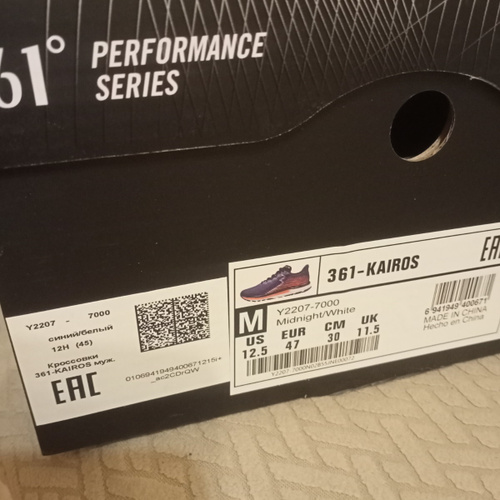 61°
PERFORMANCE
SERIES
Y2207 - 7000
синий/белый
12H (45)
Кроссовки
361-KAIROS муж.
EAC
361-KAIROS
Y2207-7000
Midnight/White
M
US EUR CM UK
12.5 47 30 11.5
MADE IN CHINA
Hecho en China